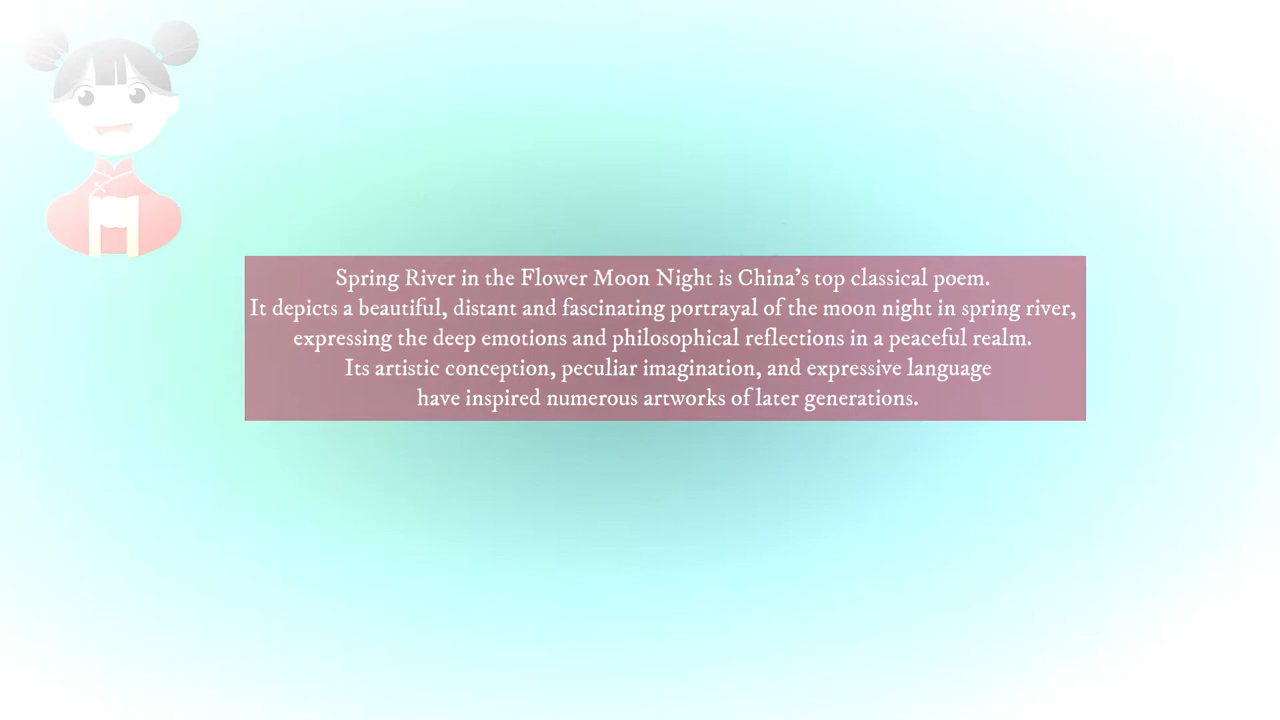 Spring River in the Flower Moon Night is China's top classical poem.
It depicts a beautiful, distant and fascinating portrayal of the moon night in spring river,
expressing the deep emotions and philosophical reflections in a peaceful realm.
Its artistic conception, peculiar imagination, and expressive language
have inspired numerous artworks of later generations.